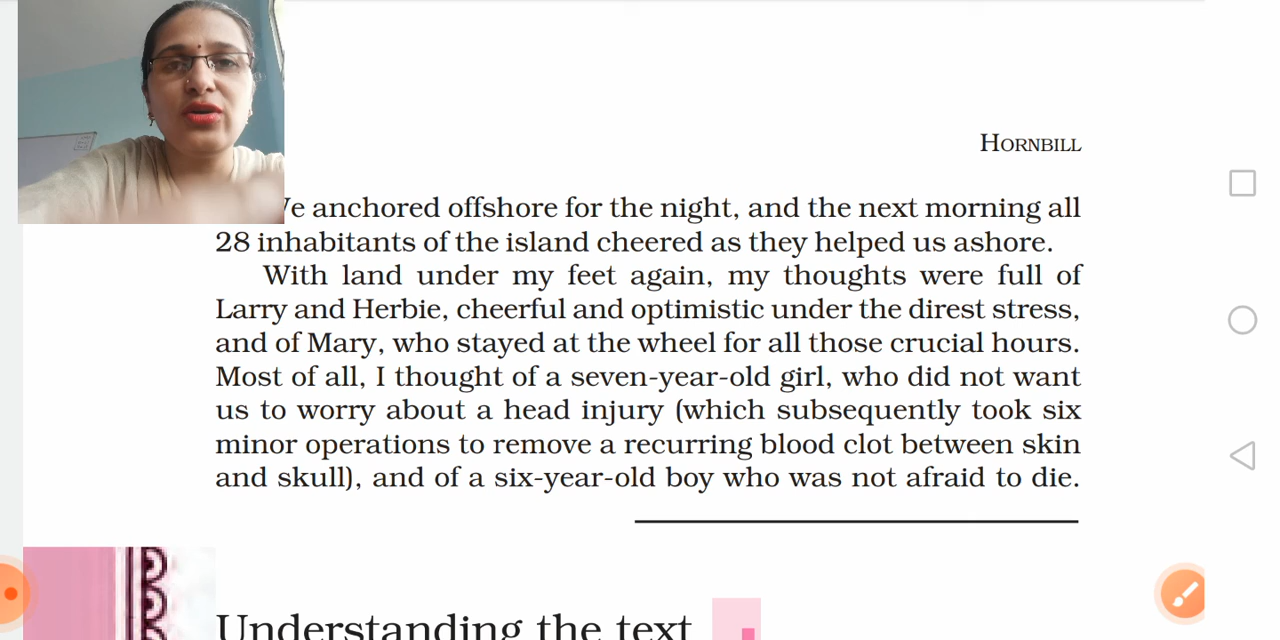 HORNBILL
e anchored offshore for the night, and the next morning all
28 inhabitants of the island cheered as they helped us ashore.
With land under my feet again, my thoughts were full of
Larry and Herbie, cheerful and optimistic under the direst stress,
and of Mary, who stayed at the wheel for all those crucial hours.
Most of all, I thought of a seven-year-old girl, who did not want
us to worry about a head injury (which subsequently took six
minor operations to remove a recurring blood clot between skin
and skull), and of a six-year-old boy who was not afraid to die.
Understanding the text